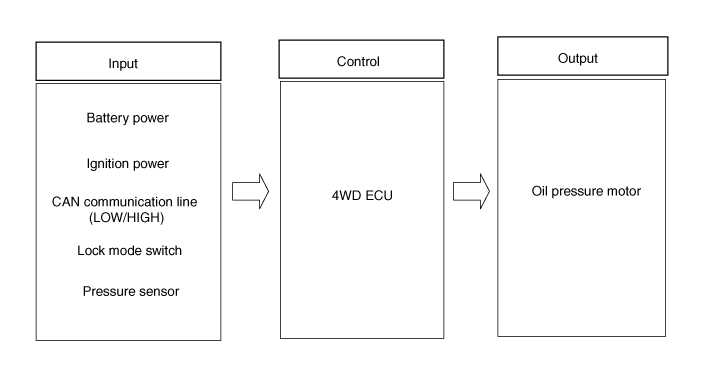 Input
Battery power
Ignition power
CAN communication line
(LOW/HIGH)
Lock mode switch
Pressure sensor
Control
4WD ECU
Output
Oil pressure motor